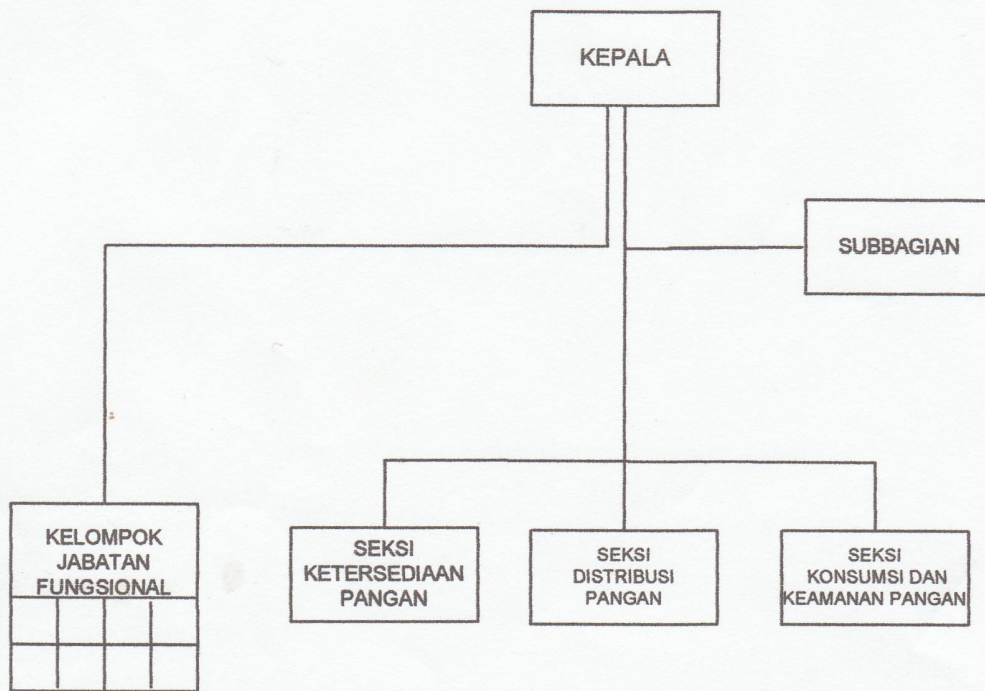 KEPALA
SUBBAGIAN
KELOMPOK
JABATAN
FUNGSIONAL
SEKSI
KETERSEDIAAN
PANGAN
SEKSI
DISTRIBUSI
PANGAN
SEKSI
KONSUMSI DAN
KEAMANAN PANGAN